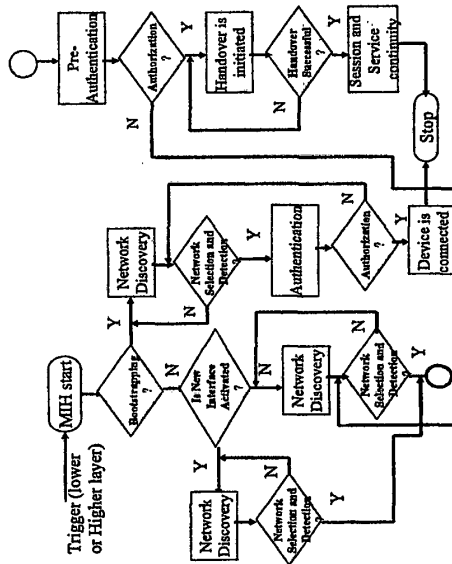 Trigger (lower
or Higher layer)
MIH start
Bootstrapping
?
Y
N
Network
Discovery
Network
Selection and
Detection
?
N
Y
Authentication
Authorization
?
N
Y
Device is
connected
Is New
Interface
Activated
?
Y
N
Network
Discovery
Network
Selection and
Detection
?
N
Y
Network
Discovery
Network
Selection and
Detection
?
N
Y
Pre-
Authentication
Authorization
?
Y
N
Handover is
initiated
Handover
Successful
?
Y
N
Session and
Service
continuity
Stop